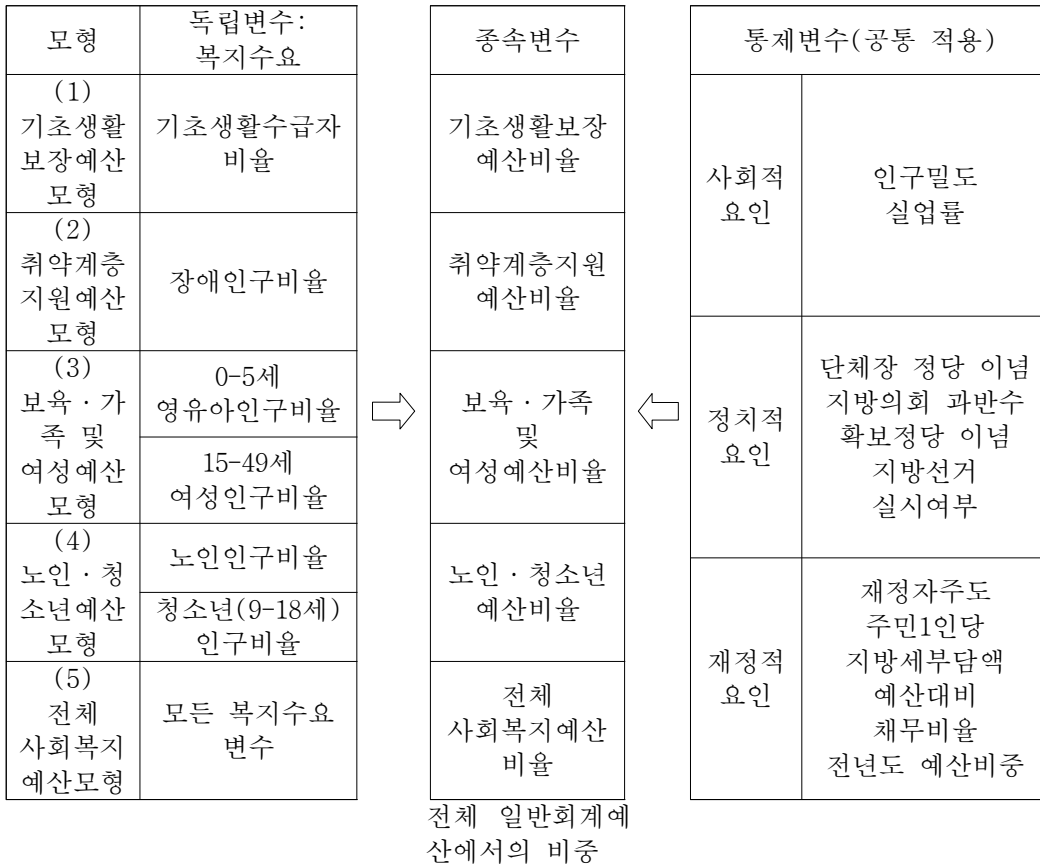 모형
독립변수:
복지수요
(1)
기초생활
보장예산
모형
기초생활수급자
비율
(2)
취약계층
지원예산
모형
장애인구비율
(3)
보육·가
족 및
여성예산
모형
0-5세
영유아인구비율
15-49세
여성인구비율
(4)
노인·청
소년예산
모형
노인인구비율
청소년(9-18세)
인구비율
(5)
전체
사회복지
예산모형
모든 복지수요
변수
종속변수
기초생활보장
예산비율
취약계층지원
예산비율
보육·가족
및
여성예산비율
노인·청소년
예산비율
전체
사회복지예산
비율
전체 일반회계예
산에서의 비중
통제변수(공통 적용)
사회적
요인
인구밀도
실업률
정치적
요인
단체장 정당 이념
지방의회 과반수
확보정당 이념
지방선거
실시여부
재정적
요인
재정자주도
주민1인당
지방세부담액
예산대비
채무비율
전년도 예산비중